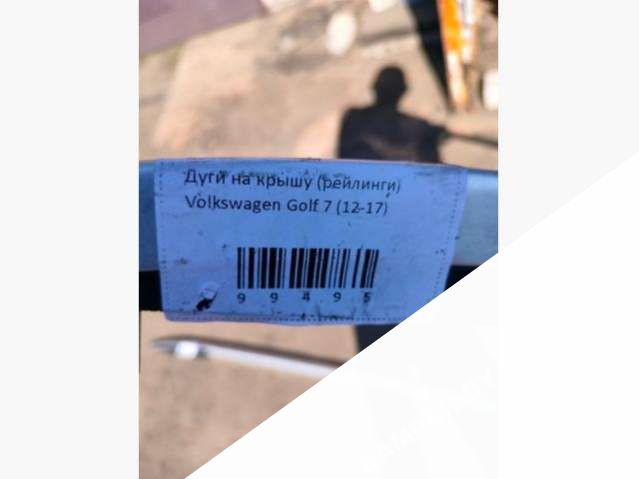 Дуги на крышу (рейлинги)
Volkswagen Golf 7 (12-17)
99495